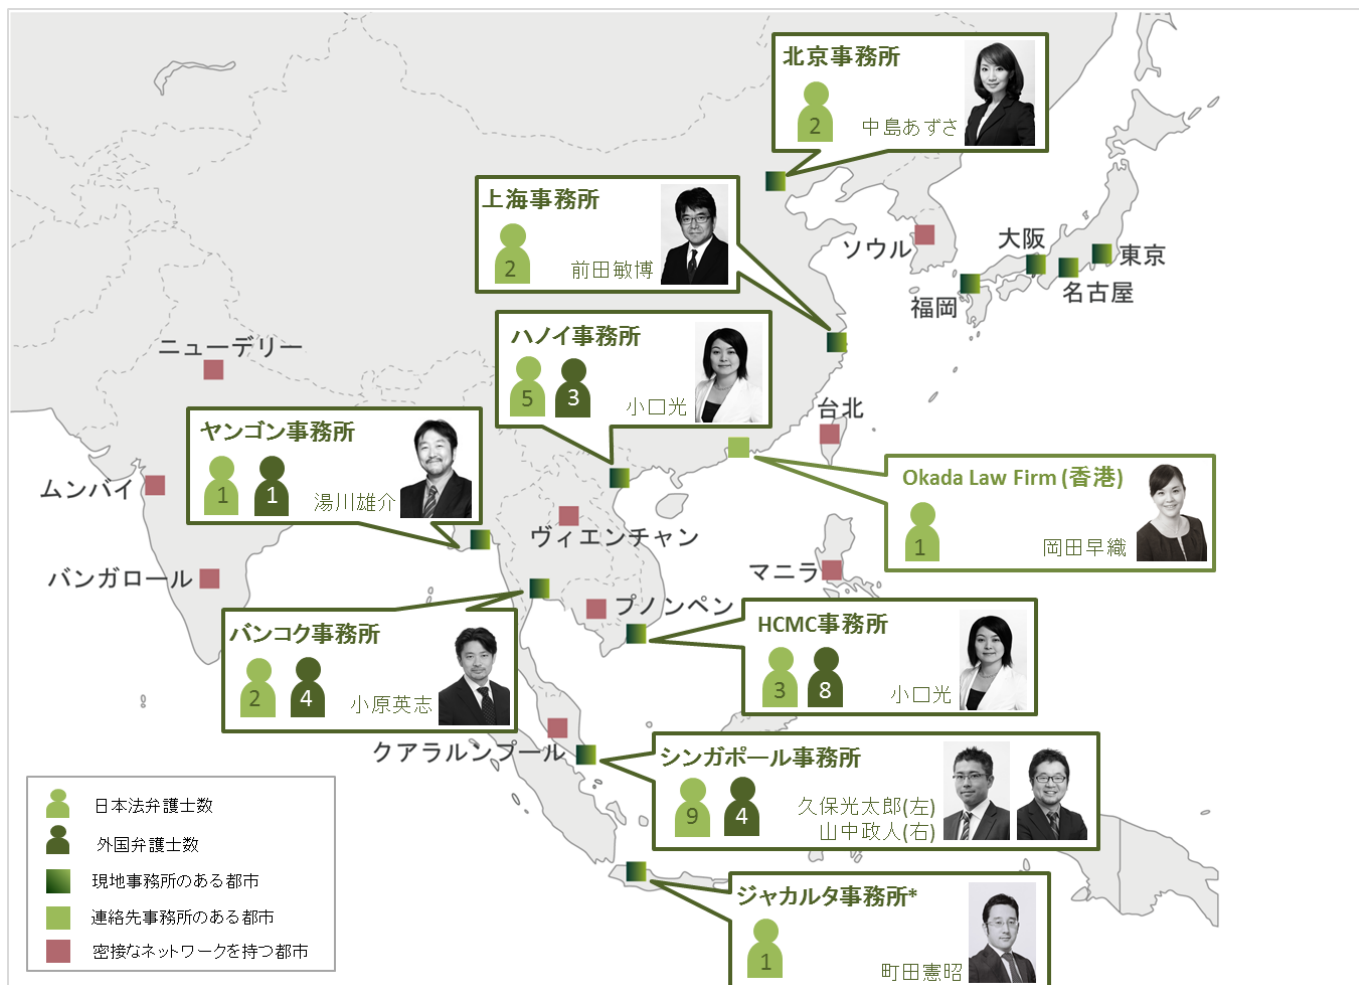 北京事務所
2
中島あずさ
上海事務所
2
前田敏博
ソウル
大阪
東京
名古屋
福岡
ハノイ事務所
5
3
小口光
ニューデリー
台北
ヤンゴン事務所
1
1
湯川雄介
ムンバイ
Okada Law Firm (香港)
1
岡田早織
ヴィエンチャン
バンガロール
マニラ
プノンペン
バンコク事務所
2
4
小原英志
HCMC事務所
3
8
小口光
クアラルンプール
シンガポール事務所
9
4
久保光太郎(左)
山中政人(右)
ジャカルタ事務所*
1
町田憲昭
日本法弁護士数
外国弁護士数
現地事務所のある都市
連絡先事務所のある都市
密接なネットワークを持つ都市